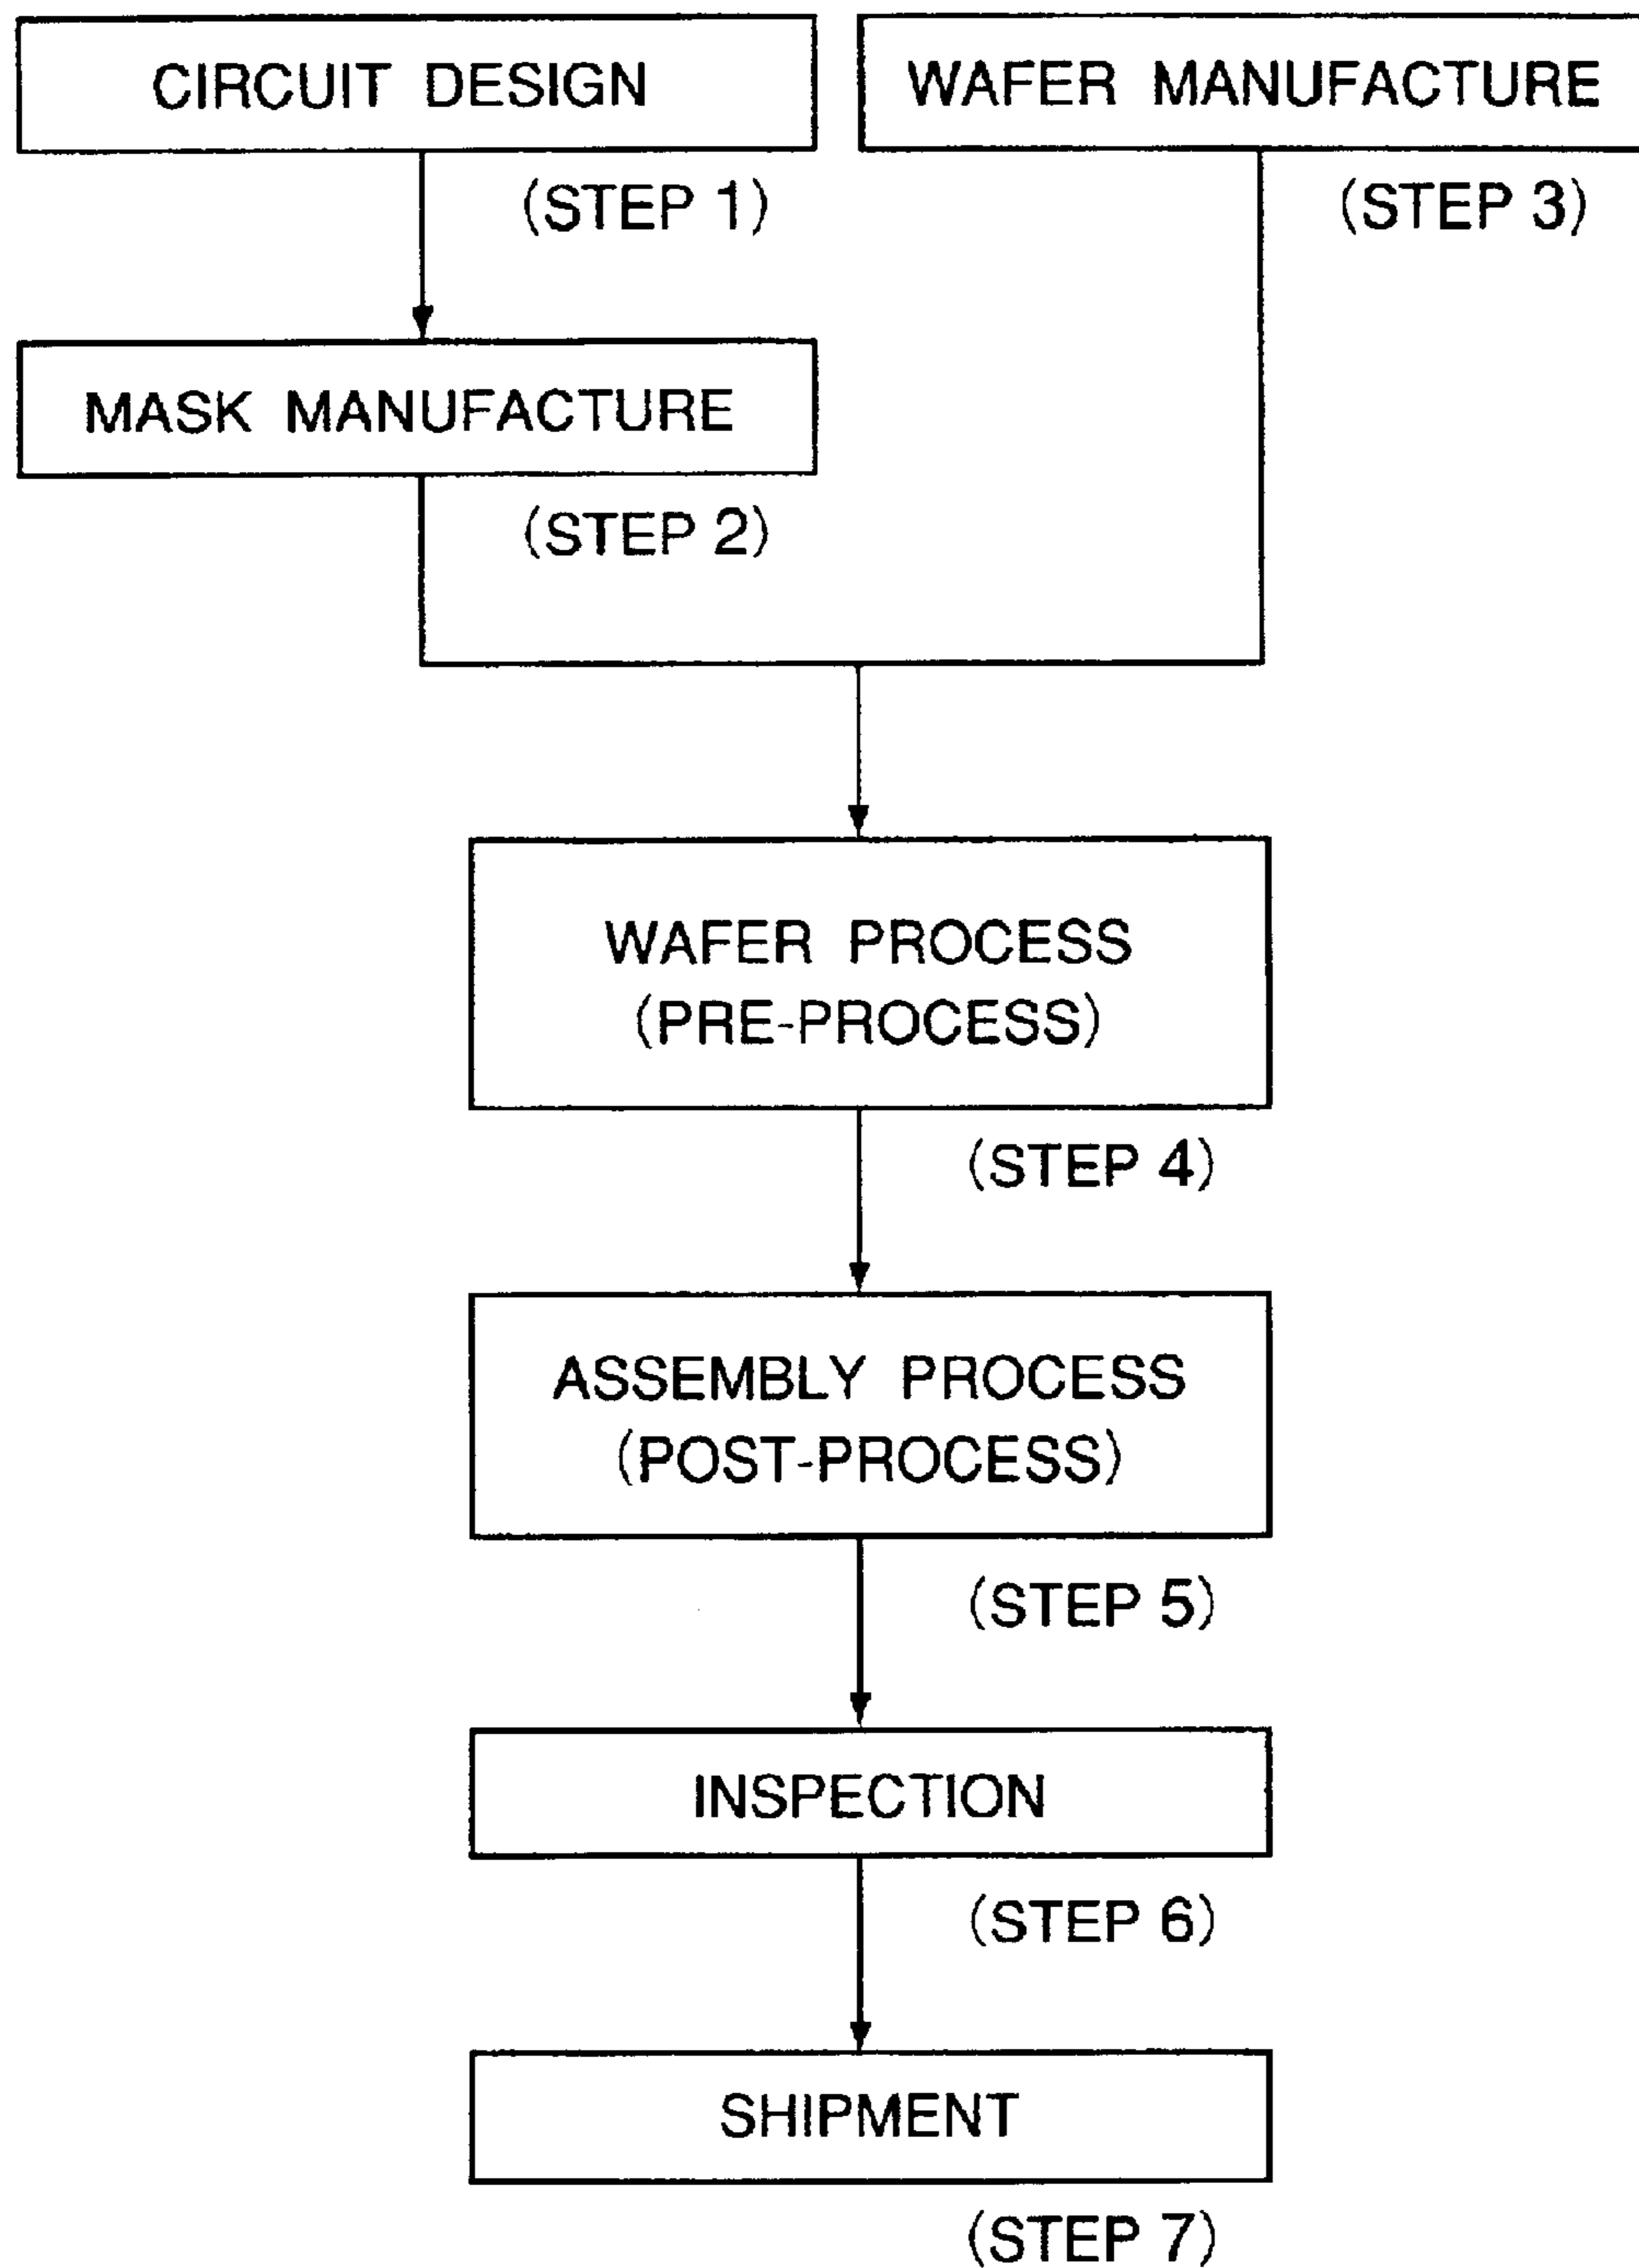 CIRCUIT DESIGN
(STEP 1)
WAFER MANUFACTURE
(STEP 3)
MASK MANUFACTURE
(STEP 2)
WAFER PROCESS
(PRE-PROCESS)
(STEP 4)
ASSEMBLY PROCESS
(POST-PROCESS)
(STEP 5)
INSPECTION
(STEP 6)
SHIPMENT
(STEP 7)